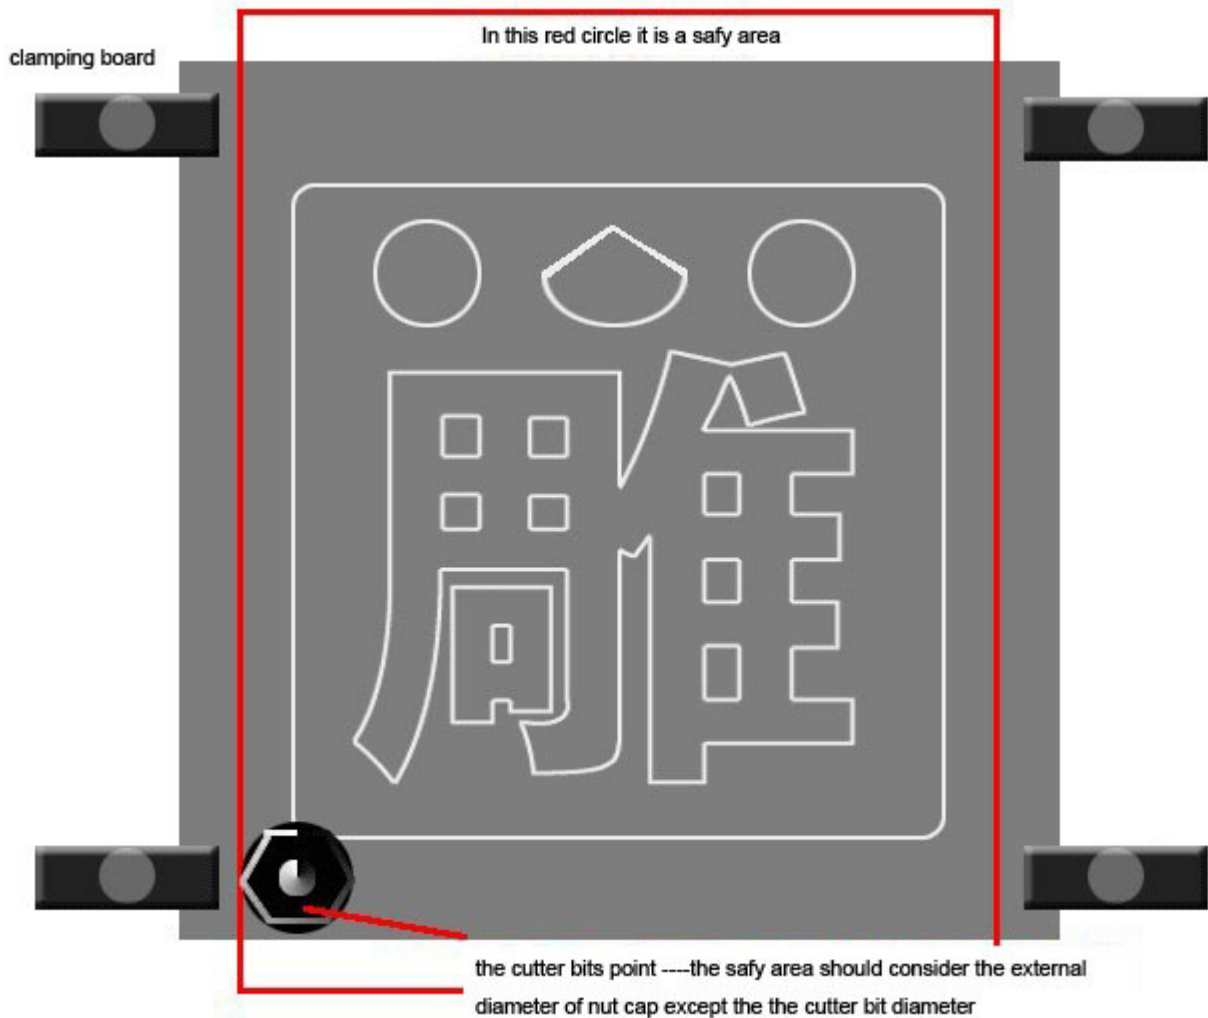 In this red circle it is a safy area
clamping board
雕
the cutter bits point ----the safy area should consider the external
diameter of nut cap except the the cutter bit diameter